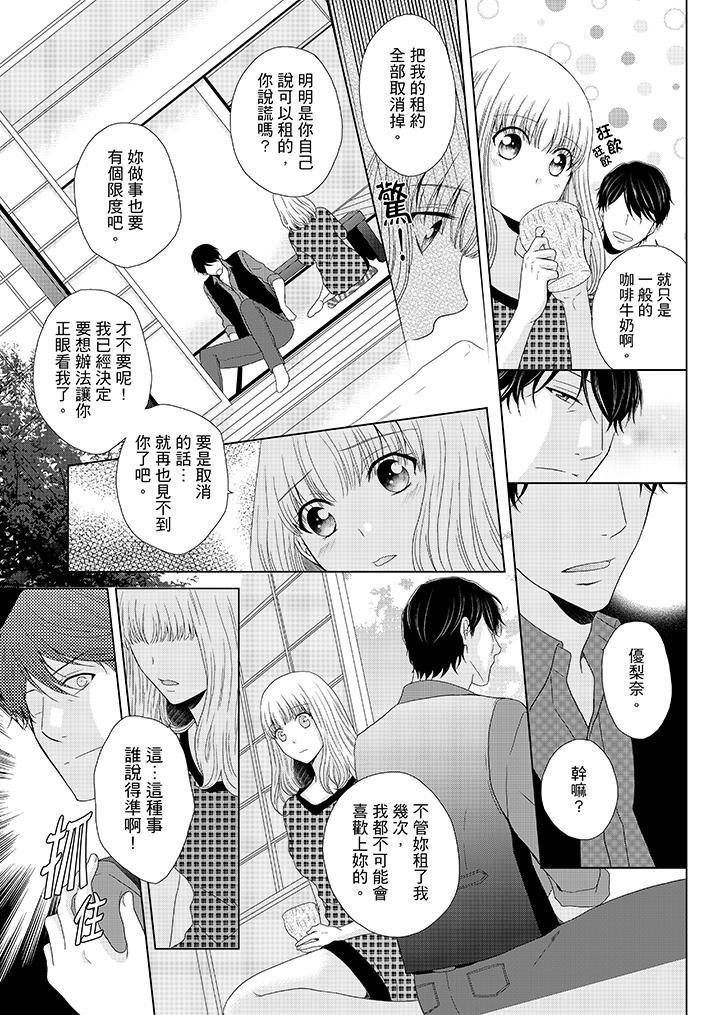 狂飲
狂飲
就只是
一般的
咖啡牛奶啊。
優梨奈。
幹嘛？
把我的租約
全部取消掉。
驚！
明明是你自己
說可以租的，
你說謊嗎？
妳做事也要
有個限度吧。
才不要呢！
我已經決定
要想辦法讓你
正眼看我了。
要是取消
的話…
就再也見不到
你了吧。
不管妳租了我
幾次，
我都不可能會
喜歡上妳的。
這…這種事
誰說得準啊！
抓住